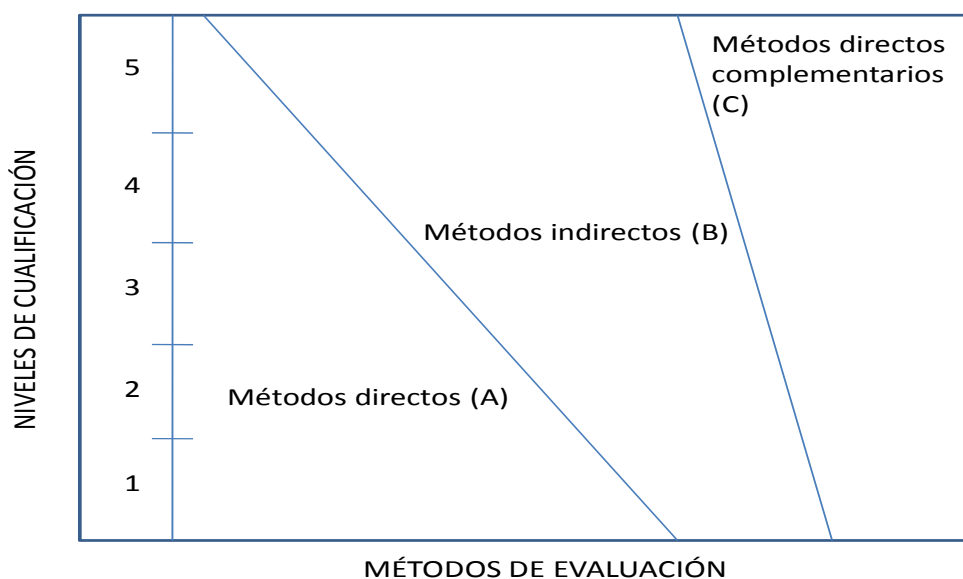 NIVELES DE CUALIFICACIÓN
5
4
3
2
1
Métodos directos
complementarios
(C)
Métodos indirectos (B)
Métodos directos (A)
MÉTODOS DE EVALUACIÓN